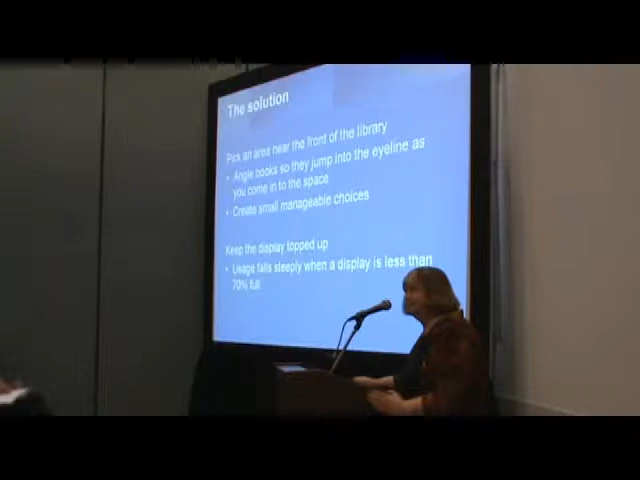 The solution
Pick an area near the front of the library
• Angle books so they jump into the eyeline as
you come in to the space
• Create small manageable choices
Keep the display topped up
• Usage falls steeply when a display is less than
70% full